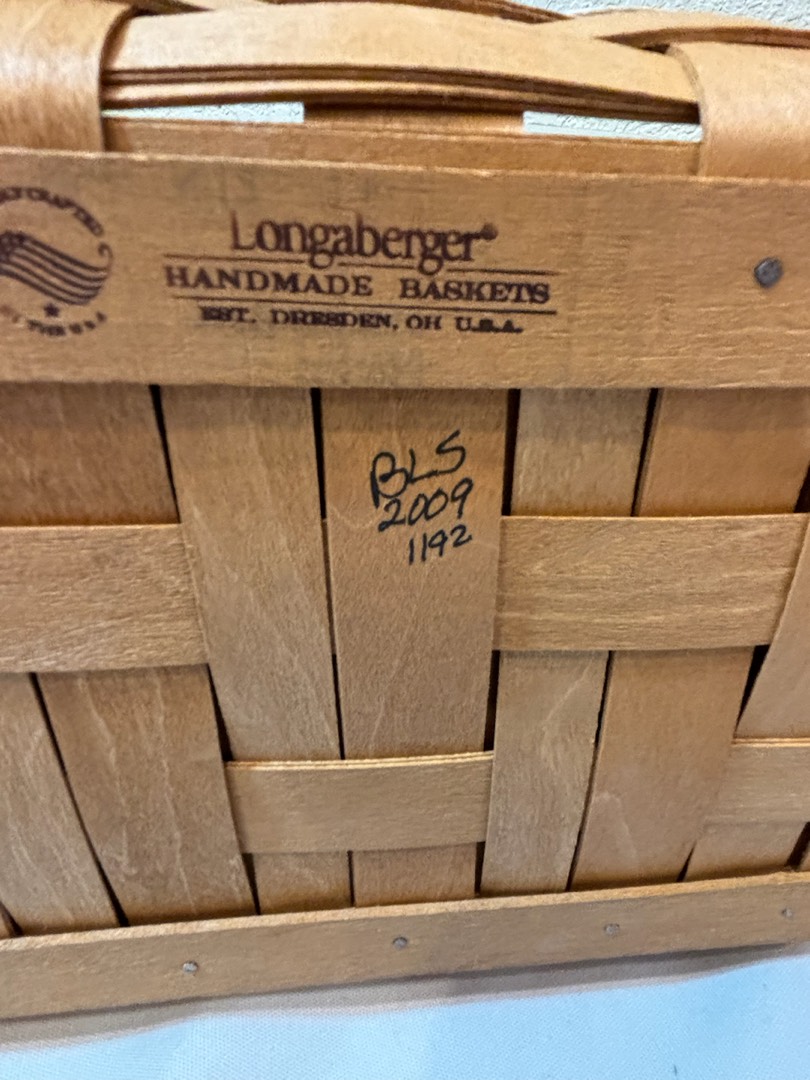 Longaberger®
HANDMADE BASKETS
EST. DRESDEN, OH U.S.A.
BLS
2009
1192